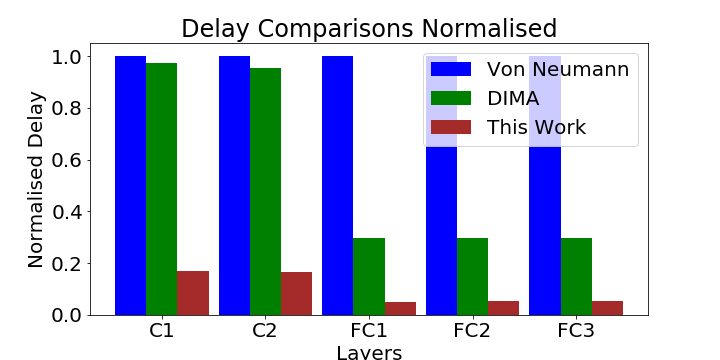 Delay Comparisons Normalised
Normalised Delay
1.0
0.8
0.6
0.4
0.2
0.0
Von Neumann
DIMA
This Work
C1 C2 FC1 FC2 FC3
Layers